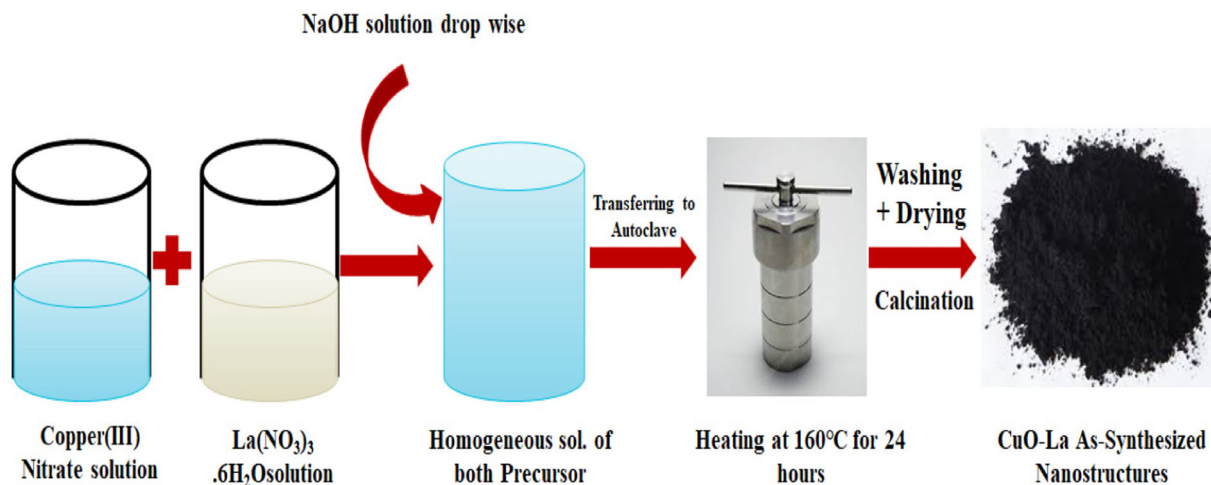 NaOH solution drop wise
Transferring to
Autoclave
Washing
+ Drying
Calcination
Copper(III)
Nitrate solution
La(NO₃)₃
.6H₂Osolution
Homogeneous sol. of
both Precursor
Heating at 160°C for 24
hours
CuO-La As-Synthesized
Nanostructures